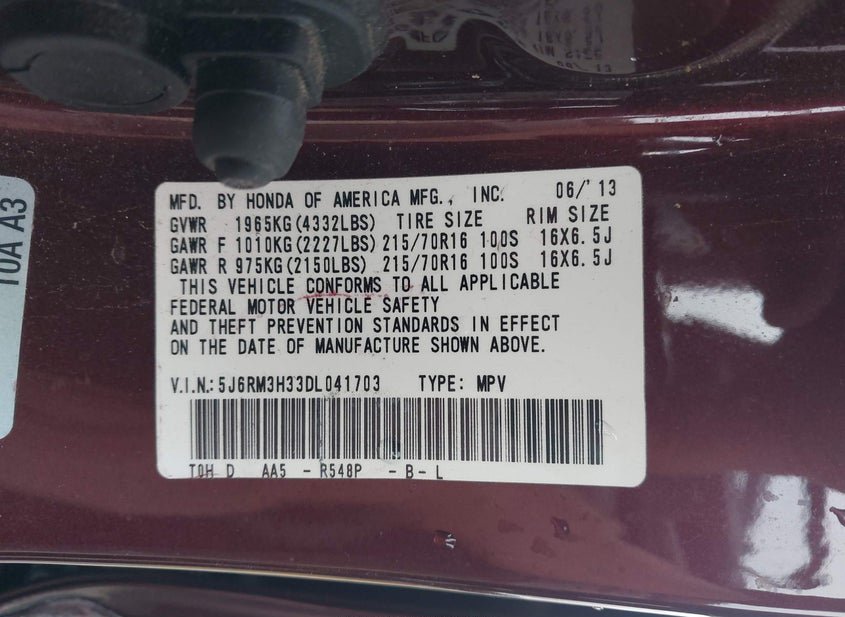 MFD. BY HONDA OF AMERICA MFG., INC. 06/'13
GVWR 1965KG(4332LBS) TIRE SIZE RIM SIZE
GAWR F 1010KG(2227LBS) 215/70R16 100S 16X6.5J
GAWR R 975KG(2150LBS) 215/70R16 100S 16X6.5J
THIS VEHICLE CONFORMS TO ALL APPLICABLE
FEDERAL MOTOR VEHICLE SAFETY
AND THEFT PREVENTION STANDARDS IN EFFECT
ON THE DATE OF MANUFACTURE SHOWN ABOVE.
V.I.N.: 5J6RM3H33DL041703 TYPE: MPV
T0H D AA5 - R548P - B - L
T0A A3